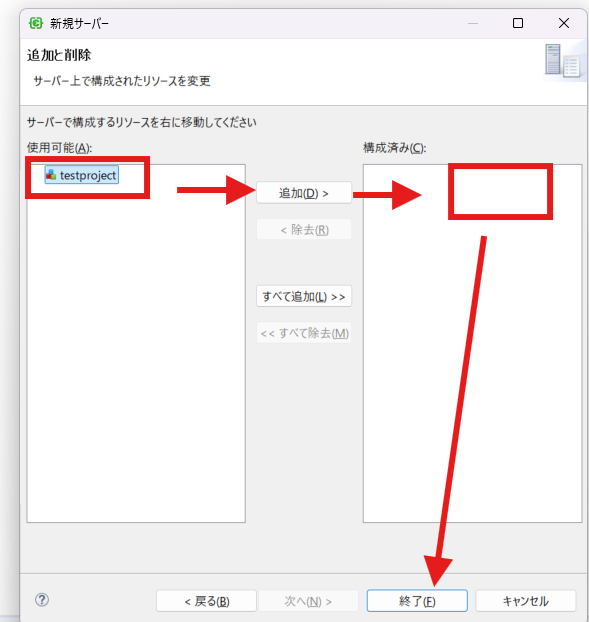 新規サーバー
追加と削除
サーバー上で構成されたリソースを変更
サーバーで構成するリソースを右に移動してください
使用可能(A):
testproject
追加(D) >
< 除去(R)
すべて追加(L) >>
<< すべて除去(M)
構成済み(C):
?
< 戻る(B)
次へ(N) >
終了(F)
キャンセル